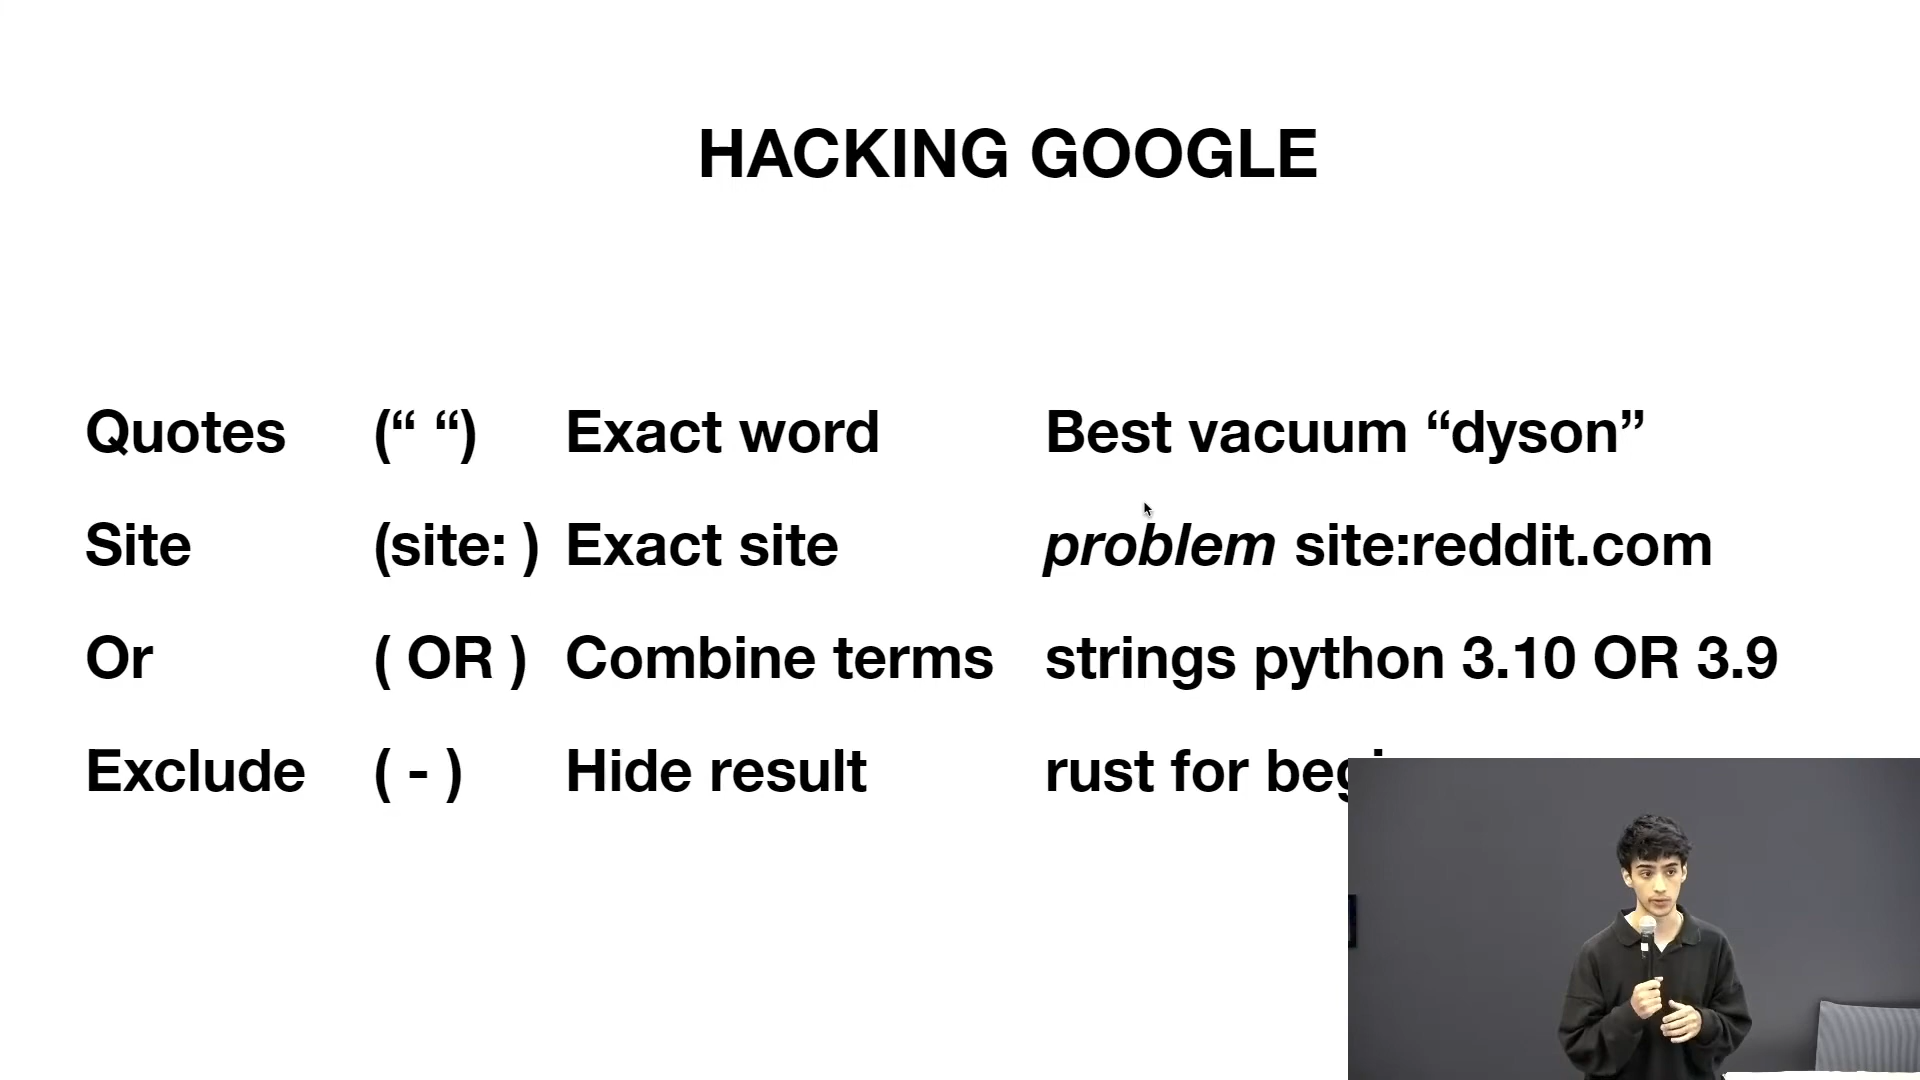 HACKING GOOGLE
Quotes (“ “) Exact word Best vacuum “dyson”
Site (site: ) Exact site problem site:reddit.com
Or ( OR ) Combine terms strings python 3.10 OR 3.9
Exclude ( - ) Hide result rust for